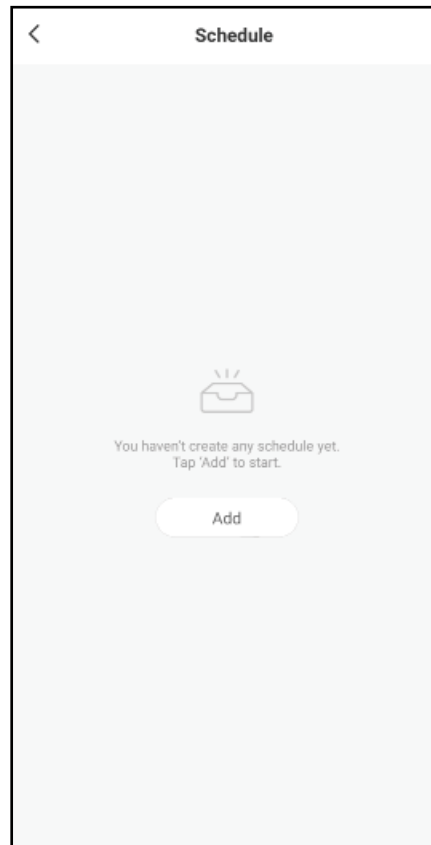 Schedule
You haven't create any schedule yet.
Tap 'Add' to start.
Add